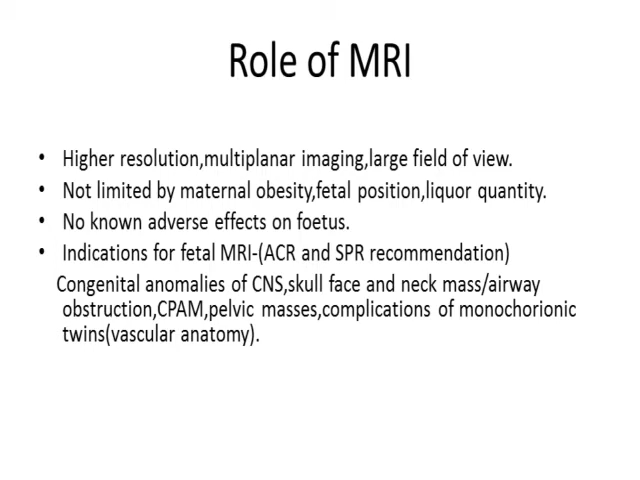 Role of MRI
• Higher resolution,multiplanar imaging,large field of view.
• Not limited by maternal obesity,fetal position,liquor quantity.
• No known adverse effects on foetus.
• Indications for fetal MRI-(ACR and SPR recommendation)
Congenital anomalies of CNS,skull face and neck mass/airway
obstruction,CPAM,pelvic masses,complications of monochorionic
twins(vascular anatomy).